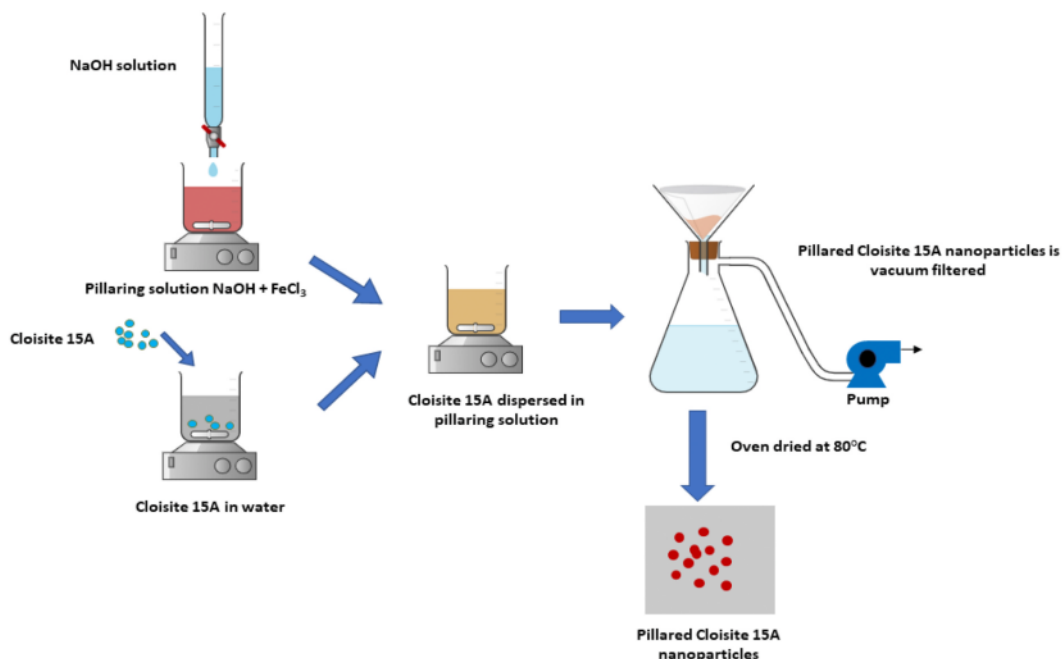 NaOH solution
Pillaring solution NaOH + FeCl₃
Cloisite 15A
Cloisite 15A in water
Cloisite 15A dispersed in
pillaring solution
Pillared Cloisite 15A nanoparticles is
vacuum filtered
Pump
Oven dried at 80⁰C
Pillared Cloisite 15A
nanoparticles